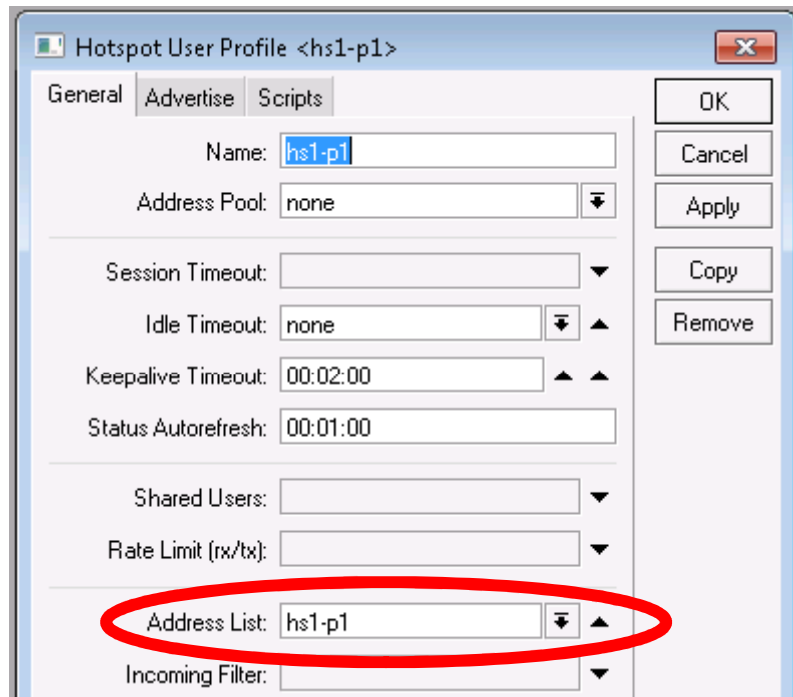 Hotspot User Profile <hs1-p1>
General Advertise Scripts
OK
Name: hs1-p1
Cancel
Address Pool: none
Apply
Session Timeout:
Copy
Idle Timeout: none
Remove
Keepalive Timeout: 00:02:00
Status Autorefresh: 00:01:00
Shared Users:
Rate Limit (rx/tx):
Address List: hs1-p1
Incoming Filter: